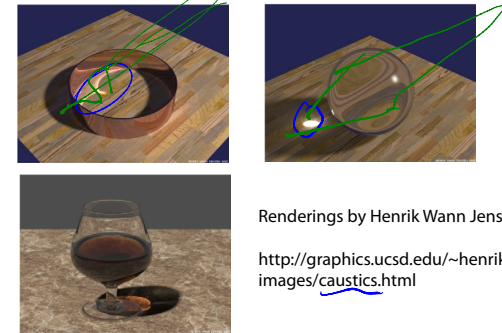 Renderings by Henrik Wann Jens
http://graphics.ucsd.edu/~henrik
images/caustics.html